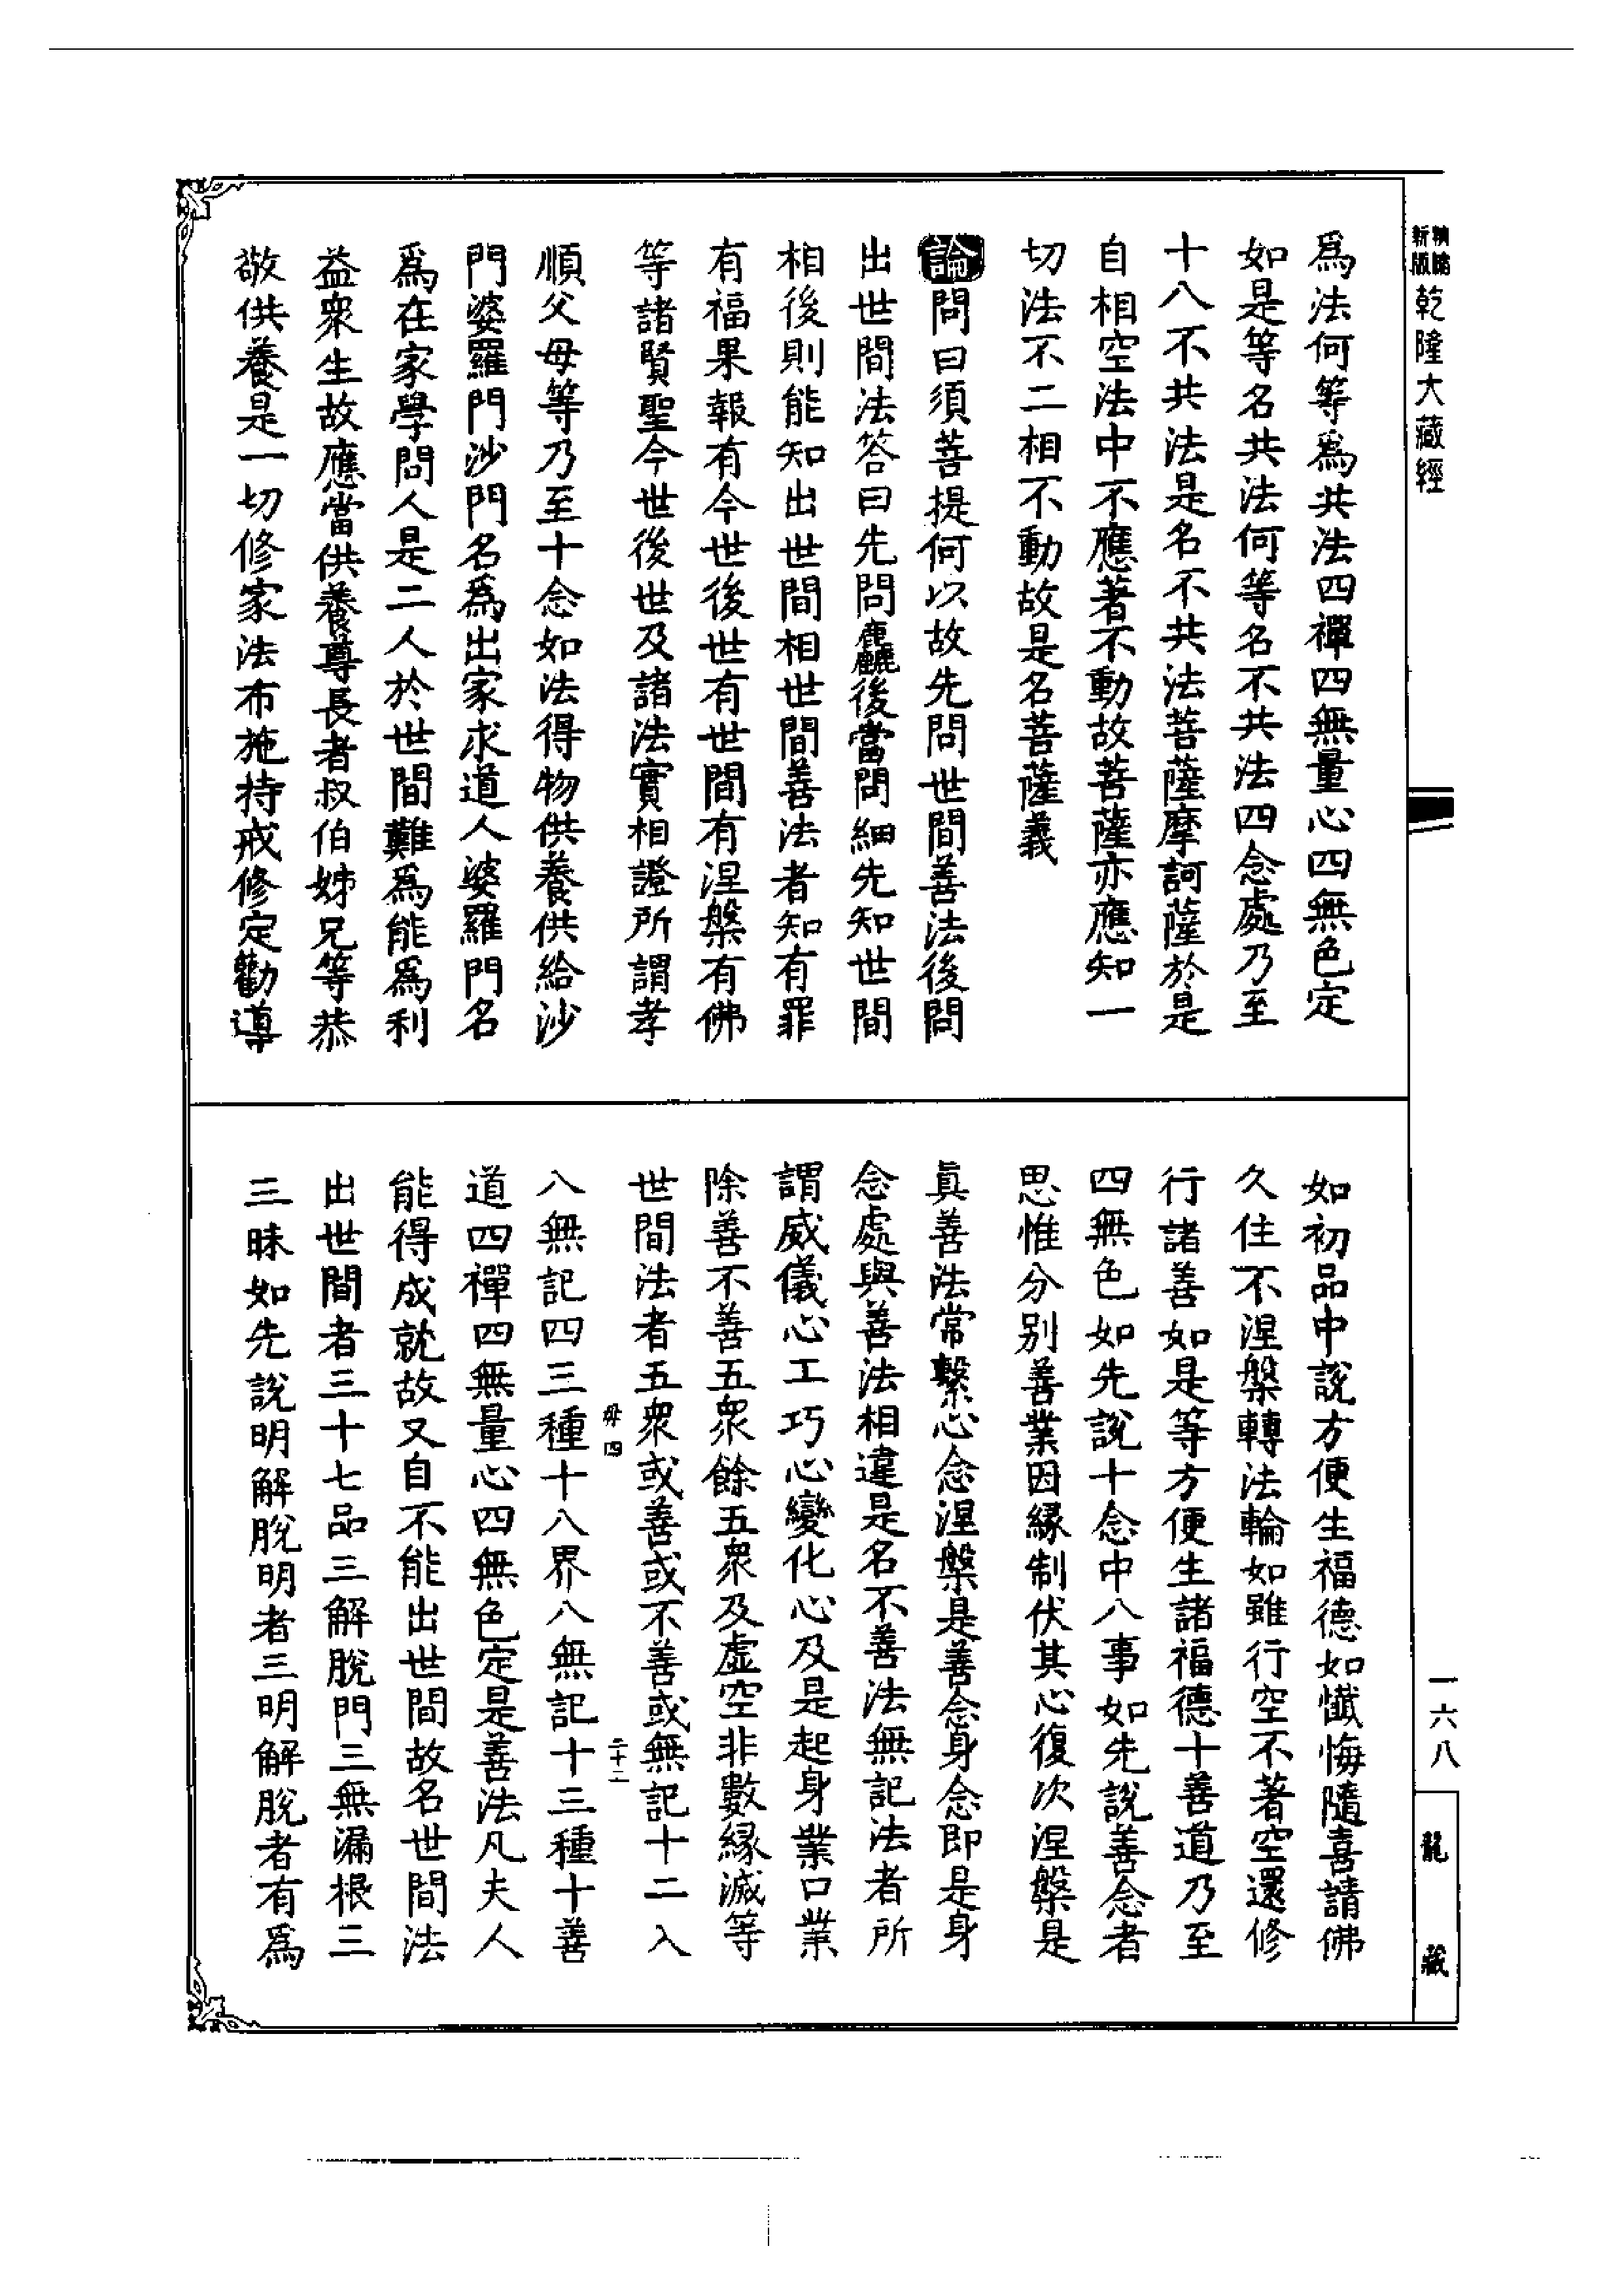 新版
精縮
乾隆大藏經
爲法何等爲共法四禪四無量心四無色定
如是等名共法何等名不共法四念處乃至
十八不共法是名不共法菩薩摩訶薩於是
自相空法中不應著不動故菩薩亦應知一
切法不二相不動故是名菩薩義
論問曰須菩提何以故先問世間善法後問
出世間法答曰先問麤後當問細先知世間
相後則能知出世間相世間善法者知有罪
有福果報有今世後世有世間有涅槃有佛
等諸賢聖今世後世及諸法實相證所謂孝
順父母等乃至十念如法得物供養供給沙
門婆羅門沙門名爲出家求道人婆羅門名
爲在家學問人是二人於世間難爲能爲利
益衆生故應當供養尊長者叔伯姊兄等恭
敬供養是一切修家法布施持戒修定勸導
如初品中說方便生福德如懺悔隨喜請佛
久住不涅槃轉法輪如雖行空不著空還修
行諸善如是等方便生諸福德十善道乃至
四無色如先說十念中八事如先說善念者
思惟分別善業因緣制伏其心復次涅槃是
眞善法常繫心念涅槃是善念身念即是身
念處與善法相違是名不善法無記法者所
謂威儀心工巧心變化心及是起身業口業
除善不善五衆餘五衆及虛空非數緣滅等
世間法者五衆或善或不善或無記十二入
八無記四三種十八界八無記十三種十善
道四禪四無量心四無色定是善法凡夫人
能得成就故又自不能出世間故名世間法
出世間者三十七品三解脫門三無漏根三
三昧如先說明解脫明者三明解脫者有爲
一六八
龍藏